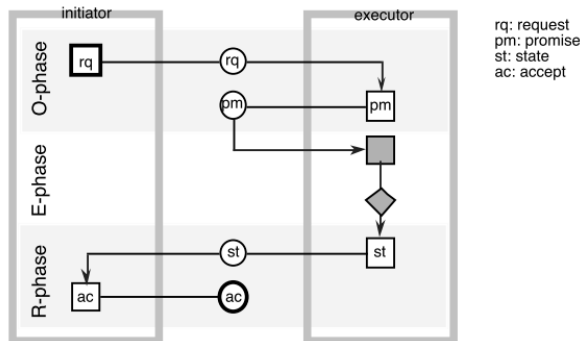 initiator
executor
rq: request
pm: promise
st: state
ac: accept
O-phase
rq
rq
pm
pm
E-phase
R-phase
st
st
ac
ac